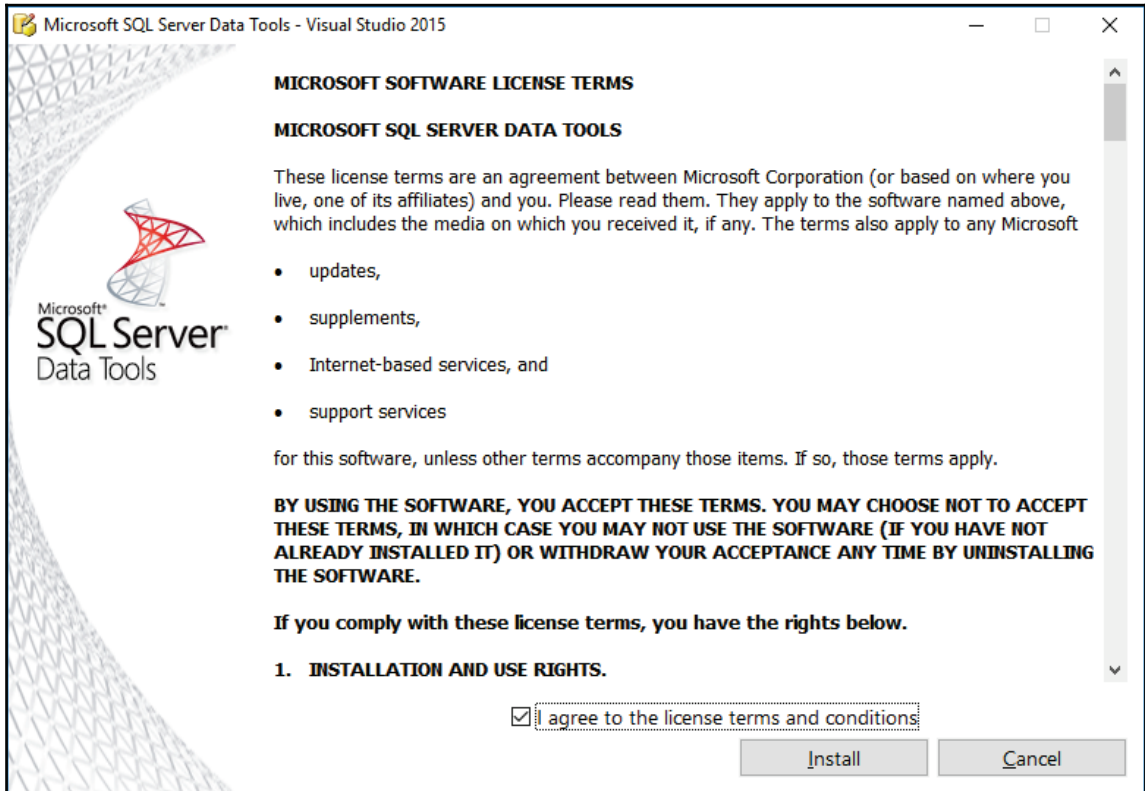 Microsoft SQL Server Data Tools - Visual Studio 2015
MICROSOFT SOFTWARE LICENSE TERMS
MICROSOFT SQL SERVER DATA TOOLS
These license terms are an agreement between Microsoft Corporation (or based on where you
live, one of its affiliates) and you. Please read them. They apply to the software named above,
which includes the media on which you received it, if any. The terms also apply to any Microsoft
• updates,
• supplements,
• Internet-based services, and
• support services
for this software, unless other terms accompany those items. If so, those terms apply.
BY USING THE SOFTWARE, YOU ACCEPT THESE TERMS. YOU MAY CHOOSE NOT TO ACCEPT
THESE TERMS, IN WHICH CASE YOU MAY NOT USE THE SOFTWARE (IF YOU HAVE NOT
ALREADY INSTALLED IT) OR WITHDRAW YOUR ACCEPTANCE ANY TIME BY UNINSTALLING
THE SOFTWARE.
If you comply with these license terms, you have the rights below.
1. INSTALLATION AND USE RIGHTS.
Microsoft®
SQL Server®
Data Tools
I agree to the license terms and conditions
Install
Cancel